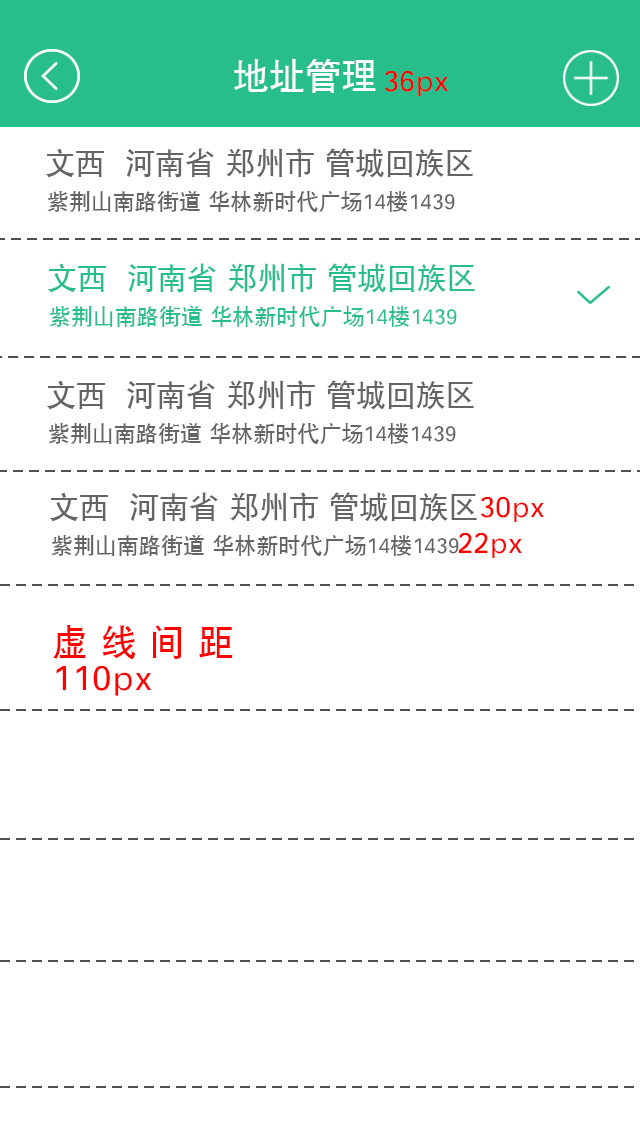 地址管理 36px
文西 河南省 郑州市 管城回族区
紫荆山南路街道 华林新时代广场14楼1439
文西 河南省 郑州市 管城回族区
紫荆山南路街道 华林新时代广场14楼1439
文西 河南省 郑州市 管城回族区
紫荆山南路街道 华林新时代广场14楼1439
文西 河南省 郑州市 管城回族区30px
紫荆山南路街道 华林新时代广场14楼143922px
虚 线 间 距
110px